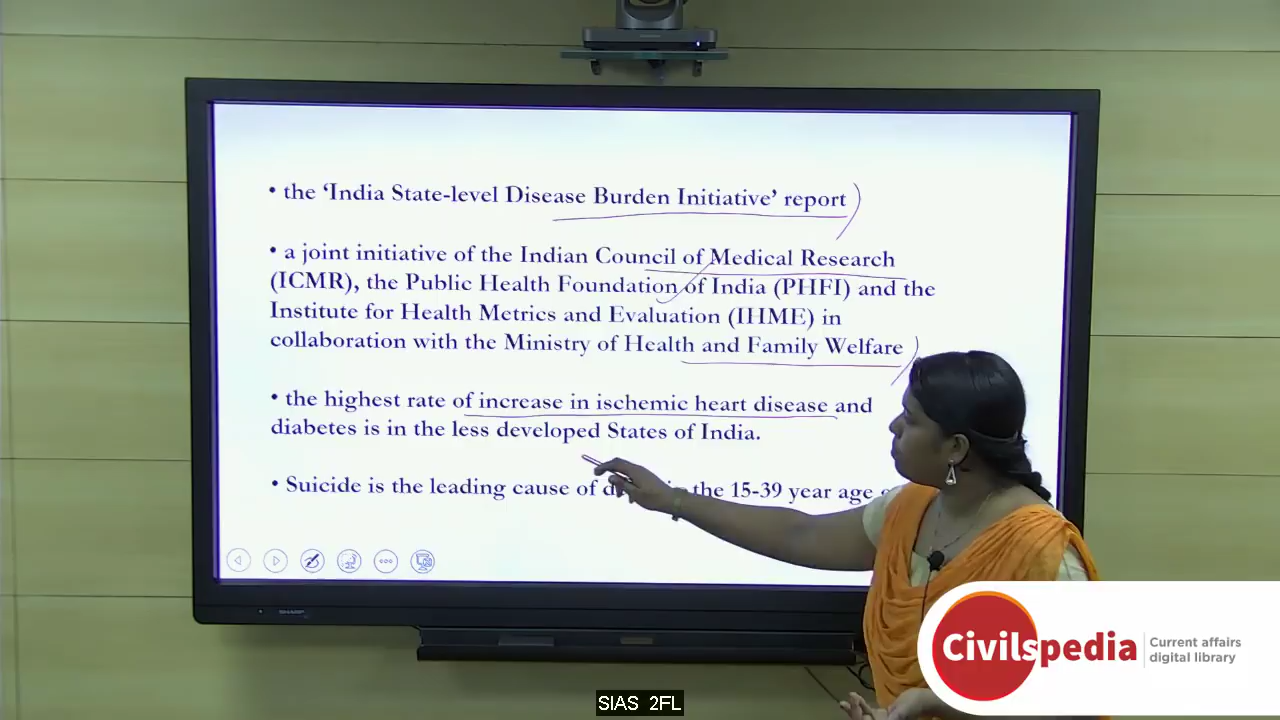 • the ‘India State-level Disease Burden Initiative’ report
• a joint initiative of the Indian Council of Medical Research
(ICMR), the Public Health Foundation of India (PHFI) and the
Institute for Health Metrics and Evaluation (IHME) in
collaboration with the Ministry of Health and Family Welfare
• the highest rate of increase in ischemic heart disease and
diabetes is in the less developed States of India.
• Suicide is the leading cause of the 15-39 year age
SHARP
Civilspedia
Current affairs
digital library
SIAS 2FL